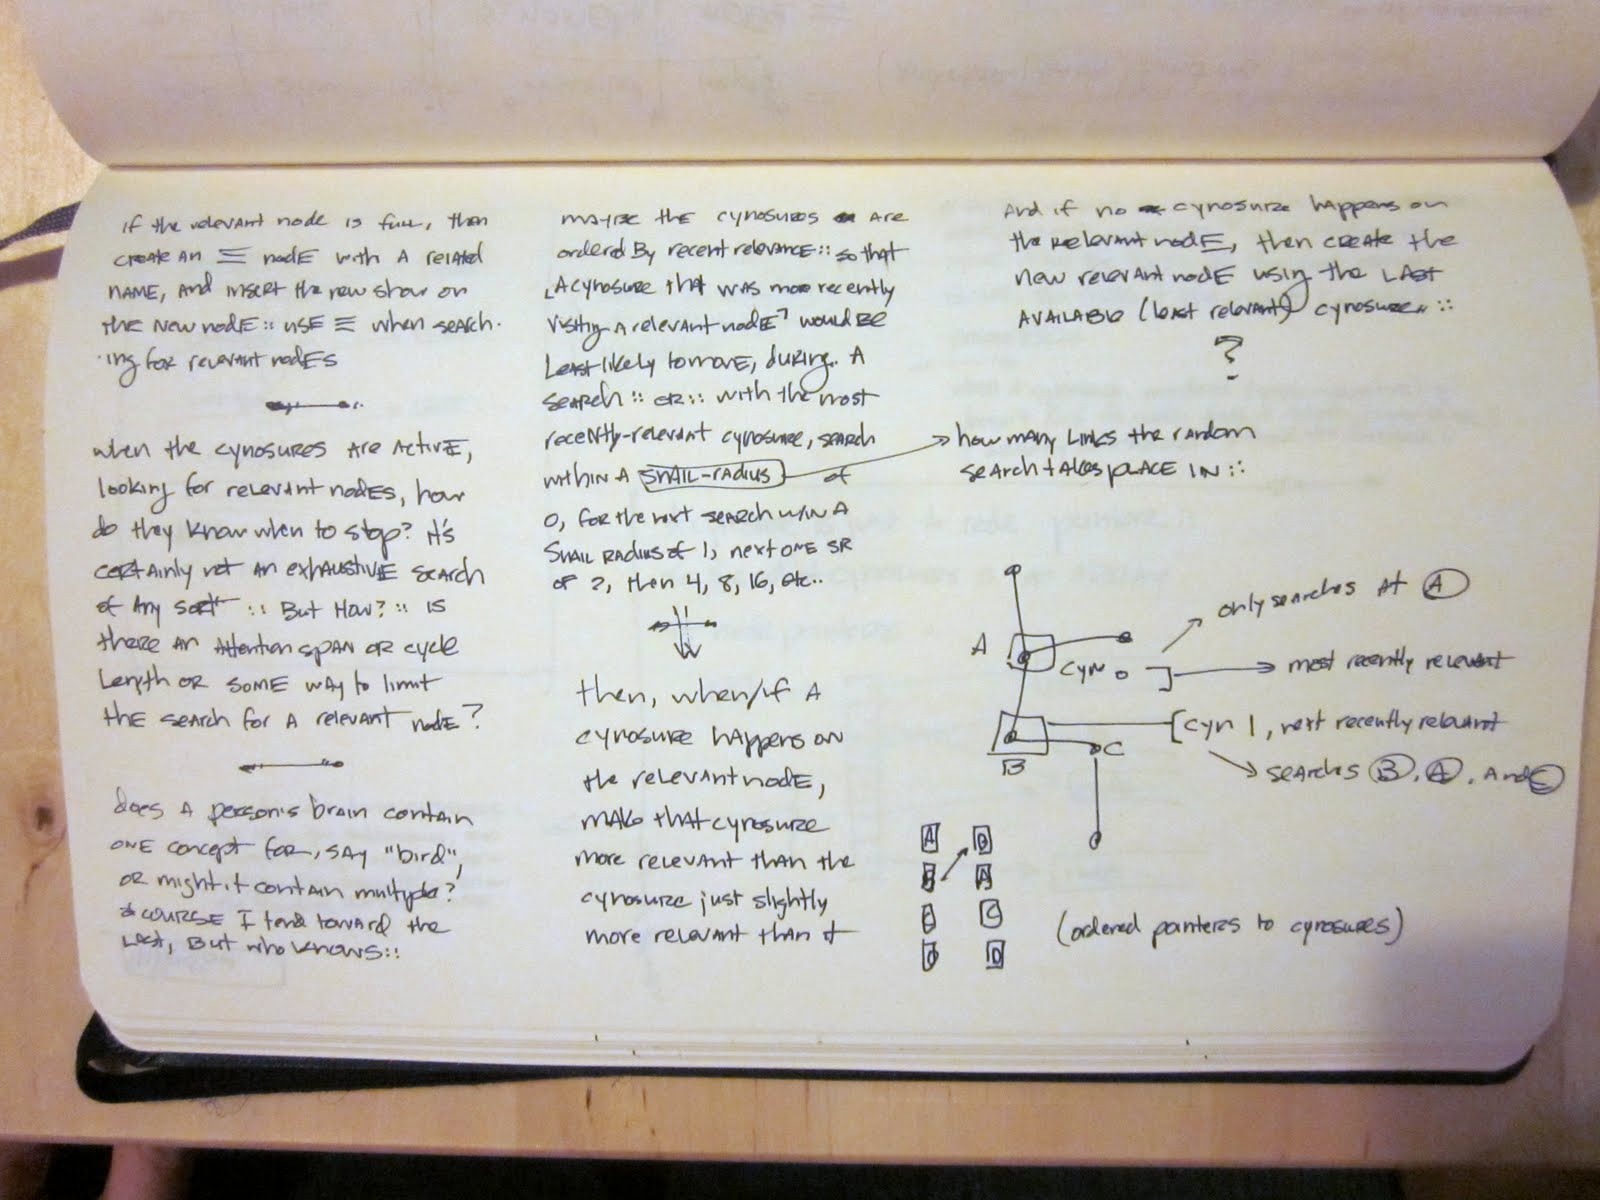 if the relevant node is full, then
create an ≡ node with a related
name, and insert the new show on
the new node :: use ≡ when search-
ing for relevant nodes
when the cynosures are active,
looking for relevant nodes, how
do they know when to stop? it's
certainly not an exhaustive search
of any sort :: But How? :: is
there an attention span or cycle
length or some way to limit
the search for a relevant node?
does a person's brain contain
one concept for, say "bird",
or might it contain multiple?
course I tend toward the
last, but who knows ::
maybe the cynosures are
ordered by recent relevance :: so that
a cynosure that was more recently
visiting a relevant node would be
least likely to move, during a
search :: or :: with the most
recently-relevant cynosure, search
within a snail-radius of
0, for the next search w/in a
snail radius of 1, next one SR
of 2, then 4, 8, 16, etc..
then, when/if a
cynosure happens on
the relevant node,
make that cynosure
more relevant than the
cynosure just slightly
more relevant than it
And if no cynosure happens on
the relevant node, then create the
new relevant node using the last
available (least relevant) cynosure ::
?
how many links the random
search takes place in ::
only searches at A
A
cyn 0
most recently relevant
cyn 1, next recently relevant
B
C
searches B, A, and C
A B
B A
C C
D D
(ordered pointers to cynosures)